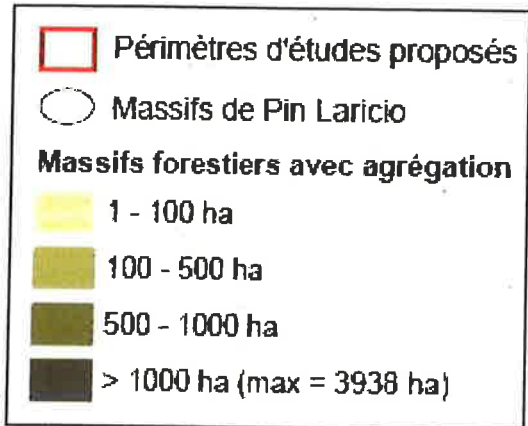 Périmètres d'études proposés
Massifs de Pin Laricio
Massifs forestiers avec agrégation
1 - 100 ha
100 - 500 ha
500 - 1000 ha
> 1000 ha (max = 3938 ha)